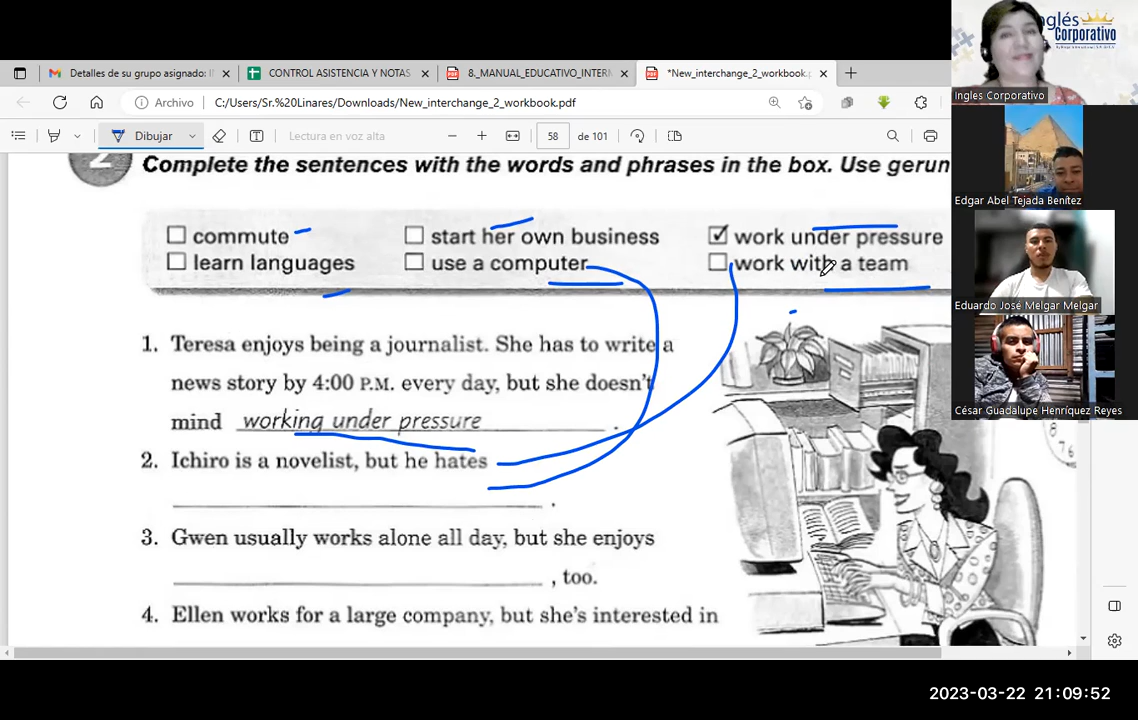 Inglés
Corporativo
Ingles Corporativo
Detalles de su grupo asignado: II
CONTROL ASISTENCIA Y NOTAS
8._MANUAL_EDUCATIVO_INTERM
*New_interchange_2_workbook.p
Archivo
C:/Users/Sr.%20Linares/Downloads/New_interchange_2_workbook.pdf
Dibujar
Lectura en voz alta
58
de 101
2
Complete the sentences with the words and phrases in the box. Use gerun
commute
start her own business
work under pressure
learn languages
use a computer
work with a team
1. Teresa enjoys being a journalist. She has to write a
news story by 4:00 P.M. every day, but she doesn't
mind working under pressure .
2. Ichiro is a novelist, but he hates
.
3. Gwen usually works alone all day, but she enjoys
, too.
4. Ellen works for a large company, but she's interested in
Edgar Abel Tejada Benítez
Eduardo José Melgar Melgar
César Guadalupe Henríquez Reyes
2023-03-22 21:09:52